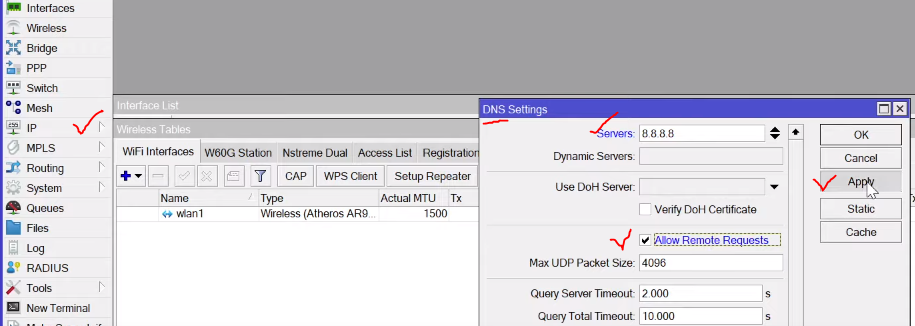 Interfaces
Wireless
Bridge
PPP
Switch
Mesh
IP
MPLS
Routing
System
Queues
Files
Log
RADIUS
Tools
New Terminal
Interface List
Wireless Tables
WiFi Interfaces W60G Station Nstreme Dual Access List Registration
CAP WPS Client Setup Repeater
Name Type Actual MTU Tx
wlan1 Wireless (Atheros AR9... 1500
DNS Settings
Servers: 8.8.8.8
Dynamic Servers:
Use DoH Server:
Verify DoH Certificate
Allow Remote Requests
Max UDP Packet Size: 4096
Query Server Timeout: 2.000 s
Query Total Timeout: 10.000 s
OK
Cancel
Apply
Static
Cache